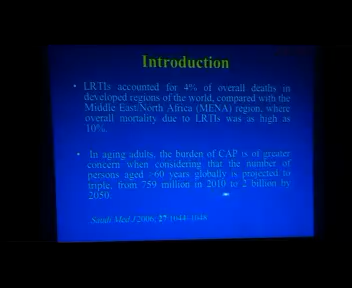 Introduction
• LRTIs accounted for 4% of overall deaths in
developed regions of the world, compared with the
Middle East/North Africa (MENA) region, where
overall mortality due to LRTIs was as high as
10%.
• In aging adults, the burden of CAP is of greater
concern when considering that the number of
persons aged >60 years globally is projected to
triple, from 759 million in 2010 to 2 billion by
2050.
Saudi Med J 2006; 27 1044-1048